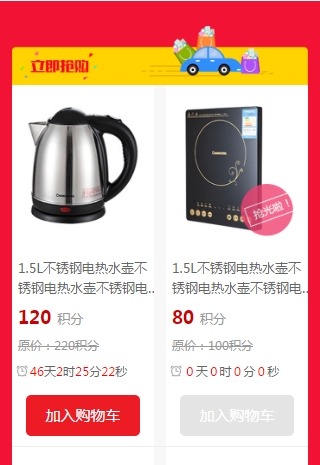 立即抢购
抢光啦！
1.5L不锈钢电热水壶不
锈钢电热水壶不锈钢电...
120 积分
原价：220积分
46天2时25分22秒
加入购物车
1.5L不锈钢电热水壶不
锈钢电热水壶不锈钢电...
80 积分
原价：100积分
0天0时0分0秒
加入购物车